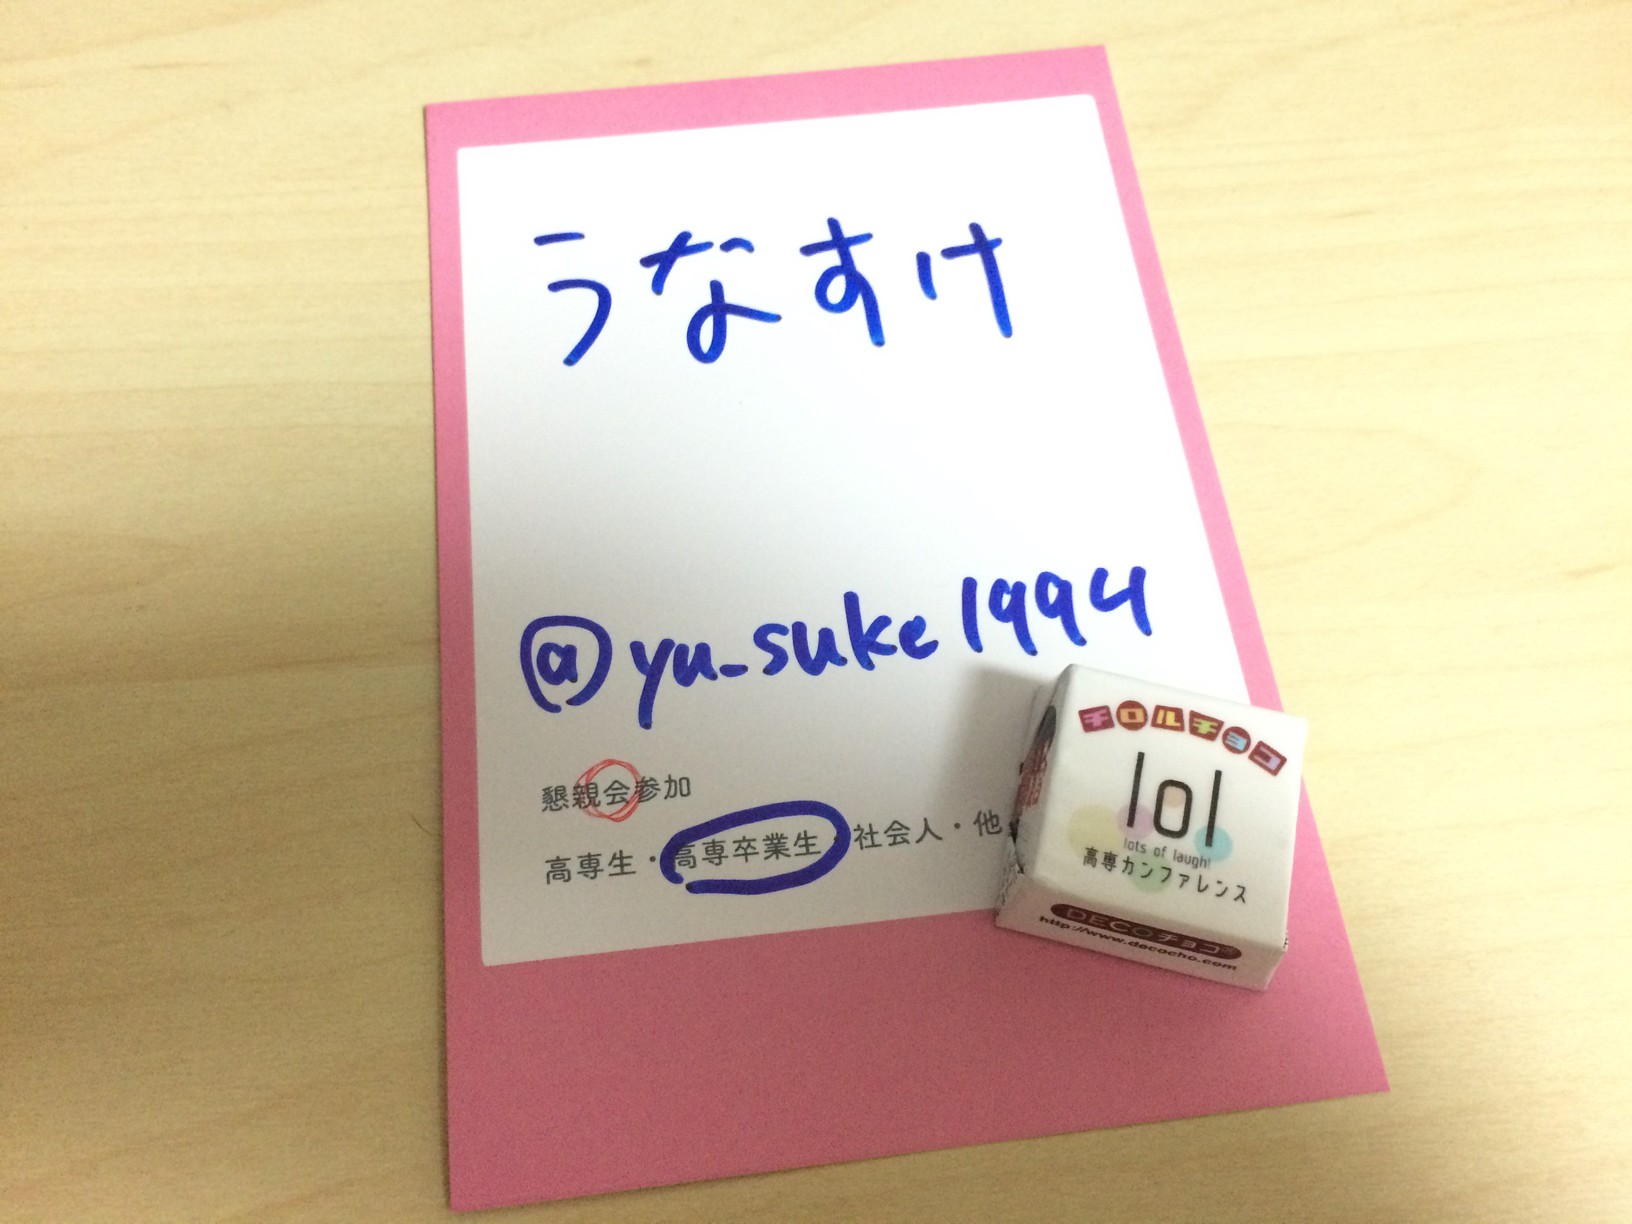 うなすけ
@yu_suke1994
懇親会参加
高専生・高専卒業生・社会人・他
チロルチョコ
lol
lots of laugh!
高専カンファレンス
DECOチョコ
http://www.decocho.com